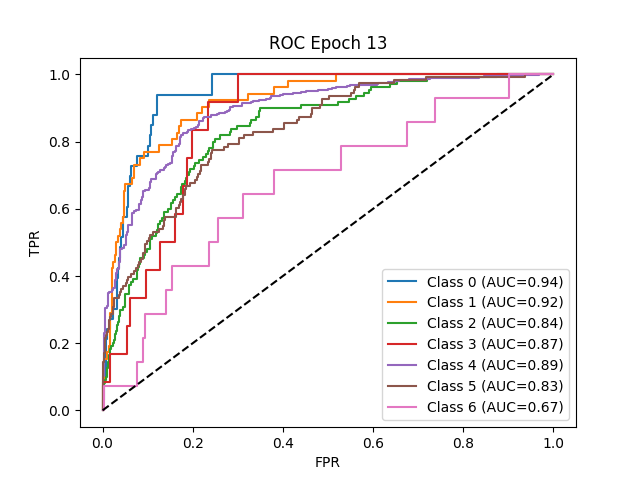 ROC Epoch 13
TPR
1.0
0.8
0.6
0.4
0.2
0.0
Class 0 (AUC=0.94)
Class 1 (AUC=0.92)
Class 2 (AUC=0.84)
Class 3 (AUC=0.87)
Class 4 (AUC=0.89)
Class 5 (AUC=0.83)
Class 6 (AUC=0.67)
0.0 0.2 0.4 0.6 0.8 1.0
FPR